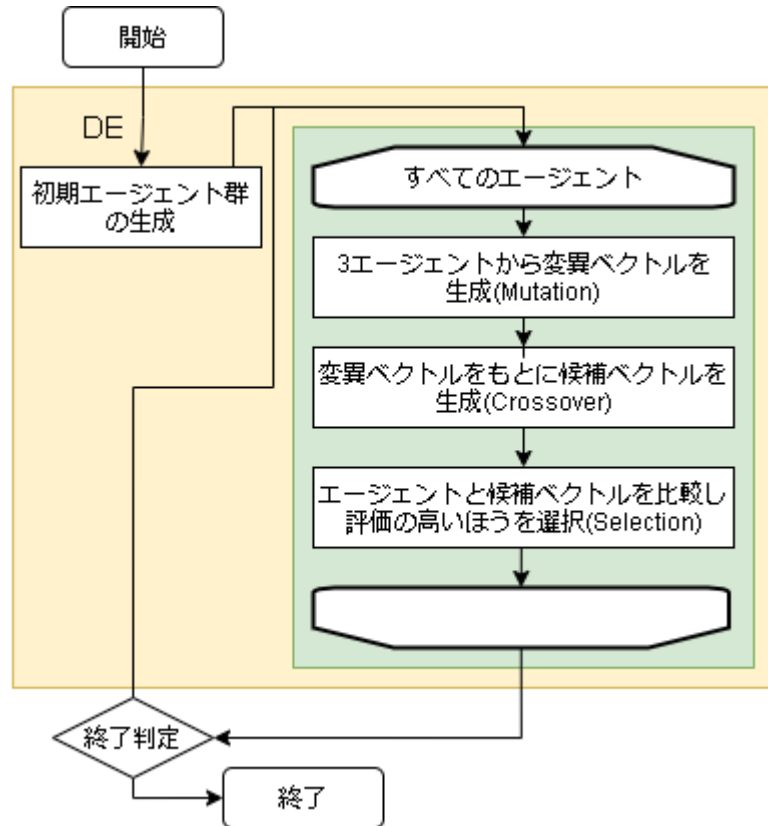 開始
DE
初期エージェント群
の生成
すべてのエージェント
3エージェントから変異ベクトルを
生成(Mutation)
変異ベクトルをもとに候補ベクトルを
生成(Crossover)
エージェントと候補ベクトルを比較し
評価の高いほうを選択(Selection)
終了判定
終了